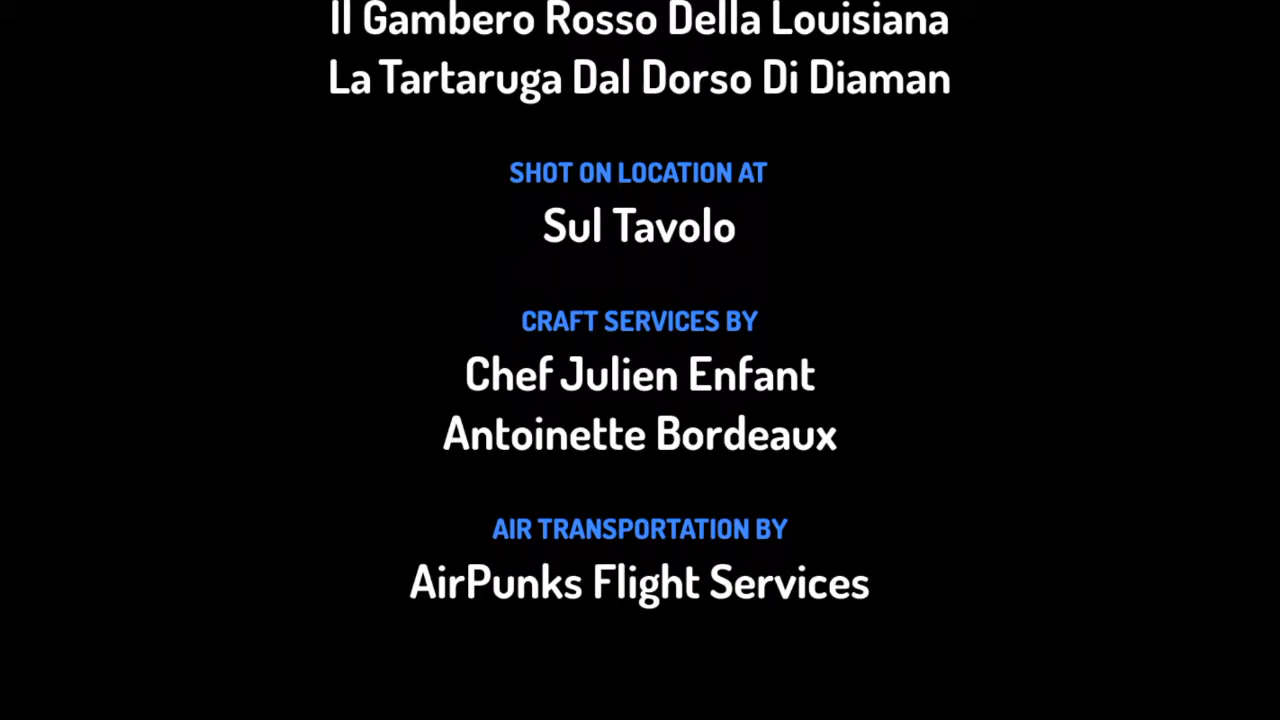 Il Gambero Rosso Della Louisiana
La Tartaruga Dal Dorso Di Diaman
SHOT ON LOCATION AT
Sul Tavolo
CRAFT SERVICES BY
Chef Julien Enfant
Antoinette Bordeaux
AIR TRANSPORTATION BY
AirPunks Flight Services